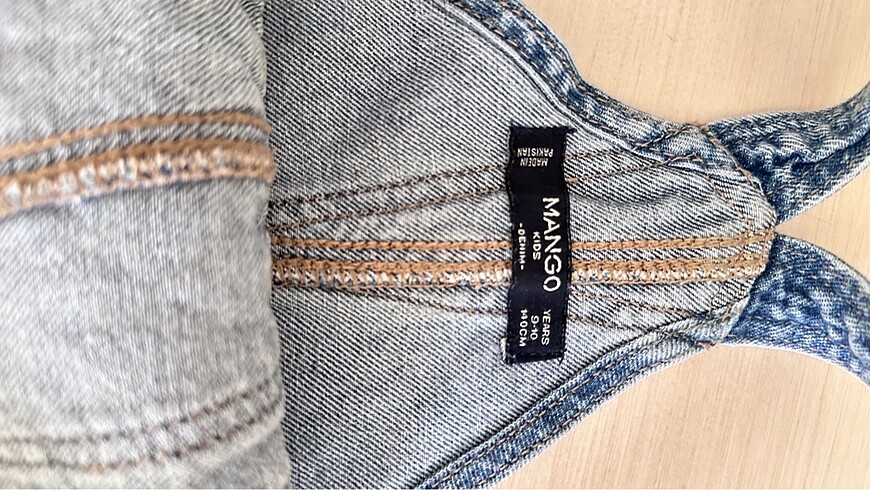 MADE IN
PAKISTAN
MANGO
KIDS
-DENIM-
YEARS
9-10
140CM